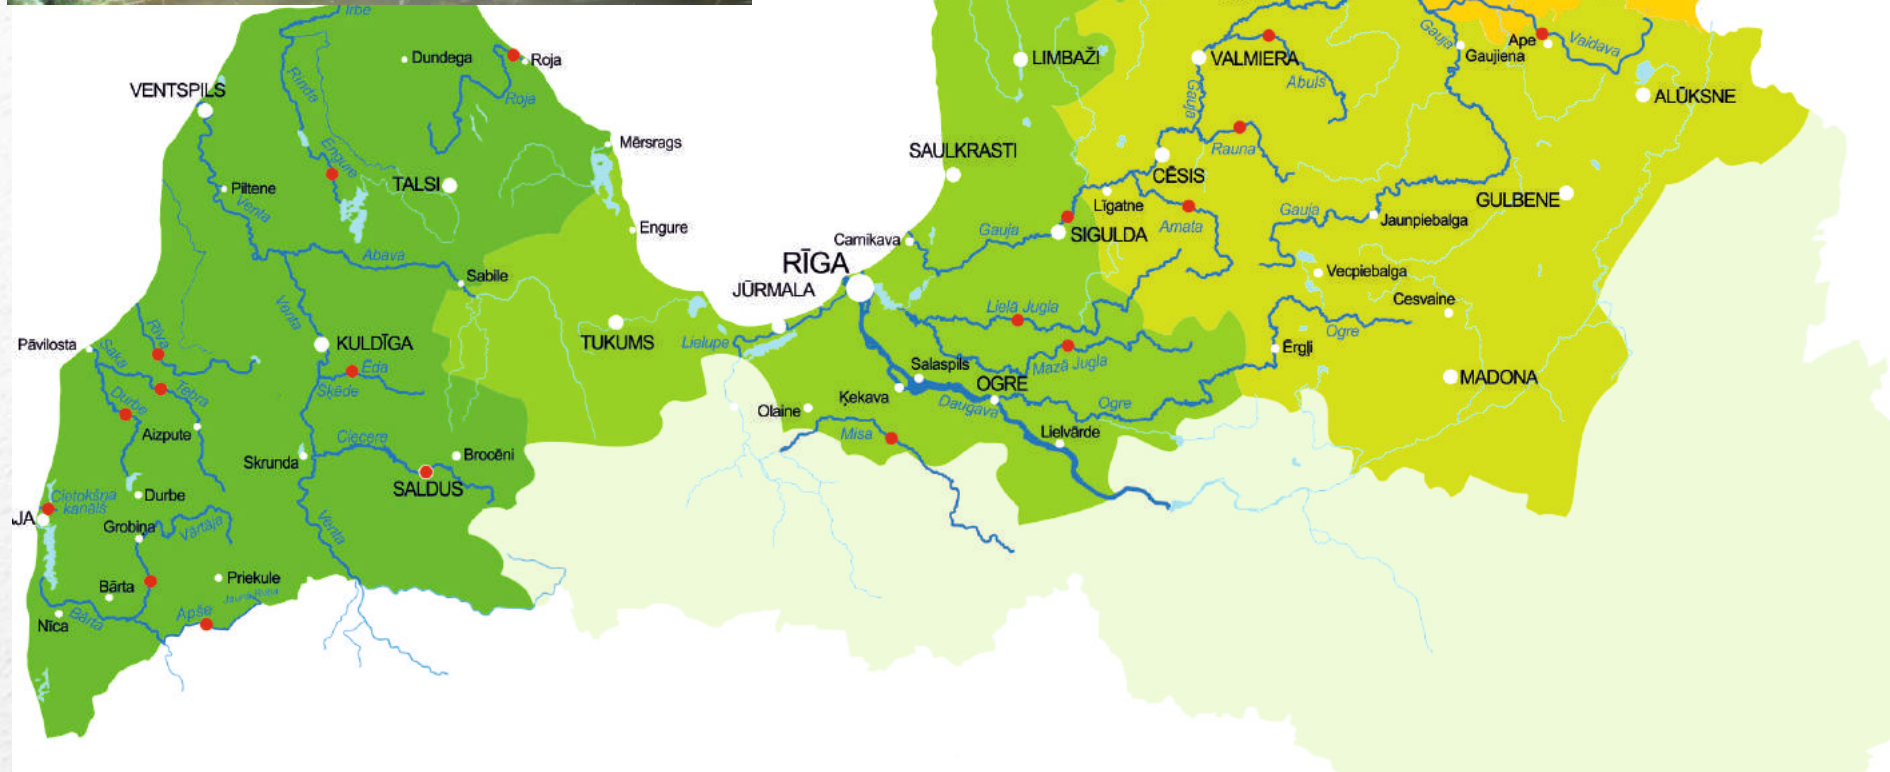 Irbe
Dundega
Roja
Roja
Rinda
VENTSPILS
Mērsrags
Engure
TALSI
Piltene
Venta
Engure
Abava
Sabile
Venta
Rīva
Pāvilosta
Saka
KULDĪGA
TUKUMS
Ēda
Šķēde
Tebra
Durbe
Aizpute
Ciecere
Skrunda
Brocēni
SALDUS
Cietokšņa
kanāls
Durbe
JA
Grobiņa
Vārtāja
Venta
Bārta
Priekule
Apše
Bārta
Nīca
LIMBAŽI
VALMIERA
Abuls
Gauja
Gaujiena
Ape
Vaidava
ALŪKSNE
Gauja
Rauna
SAULKRASTI
CĒSIS
Līgatne
Amata
GULBENE
Gauja
Jaunpiebalga
Carnikava
Gauja
SIGULDA
RĪGA
JŪRMALA
Vecpiebalga
Cesvaine
Lielā Jugla
Ogre
Lielupe
Ērgļi
Mazā Jugla
Salaspils
OGRE
MADONA
Ķekava
Daugava
Ogre
Olaine
Misa
Lielvārde